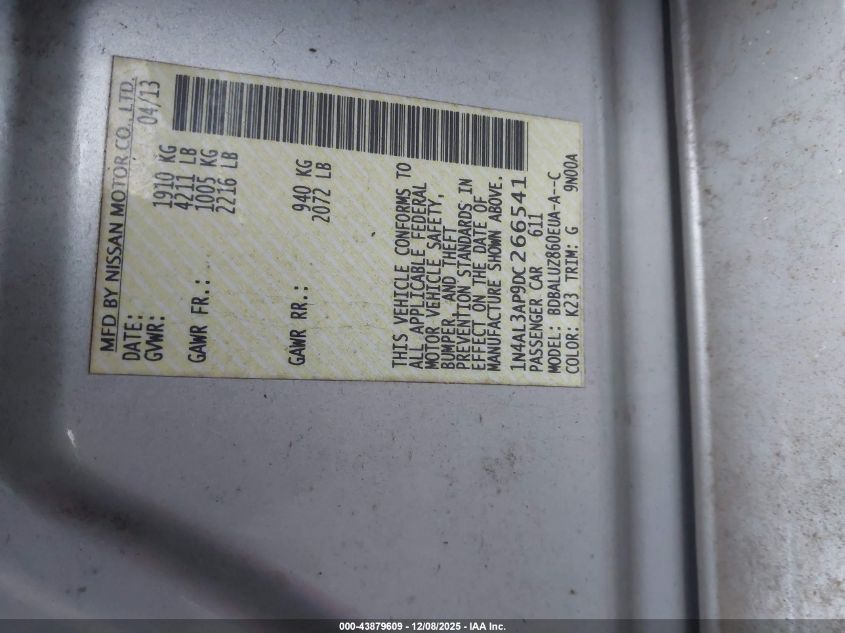 MFD BY NISSAN MOTOR CO., LTD.
DATE: 04/13
GVWR: 1910 KG
4211 LB
GAWR FR.: 1005 KG
2216 LB
GAWR RR.: 940 KG
2072 LB
THIS VEHICLE CONFORMS TO
ALL APPLICABLE FEDERAL
MOTOR VEHICLE SAFETY,
BUMPER, AND THEFT
PREVENTION STANDARDS IN
EFFECT ON THE DATE OF
MANUFACTURE SHOWN ABOVE.
1N4AL3AP9DC266541
PASSENGER CAR 611
MODEL: BDBALUZ860EUA-A--C
COLOR: K23 TRIM: G 9N00A
000-43879609 - 12/08/2025 - IAA Inc.